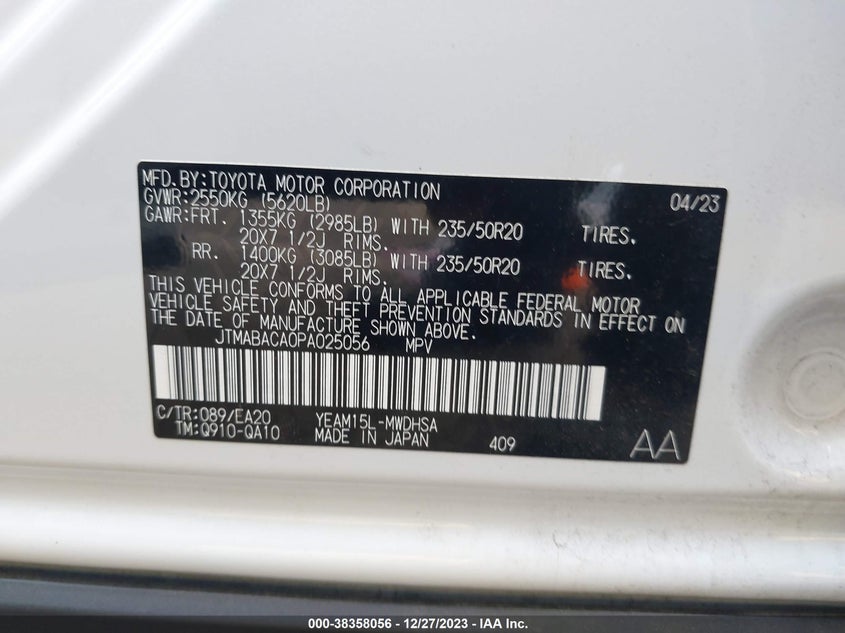 MFD.BY:TOYOTA MOTOR CORPORATION 04/23
GVWR:2550KG (5620LB)
GAWR:FRT. 1355KG (2985LB) WITH 235/50R20 TIRES.
20X7 1/2J RIMS.
RR. 1400KG (3085LB) WITH 235/50R20 TIRES.
20X7 1/2J RIMS.
THIS VEHICLE CONFORMS TO ALL APPLICABLE FEDERAL MOTOR
VEHICLE SAFETY AND THEFT PREVENTION STANDARDS IN EFFECT ON
THE DATE OF MANUFACTURE SHOWN ABOVE.
JTMABACA0PA025056 MPV
C/TR:089/EA20 YEAM15L-MWDHSA
TM:Q910-QA10 MADE IN JAPAN 409 AA
000-38358056 - 12/27/2023 - IAA Inc.